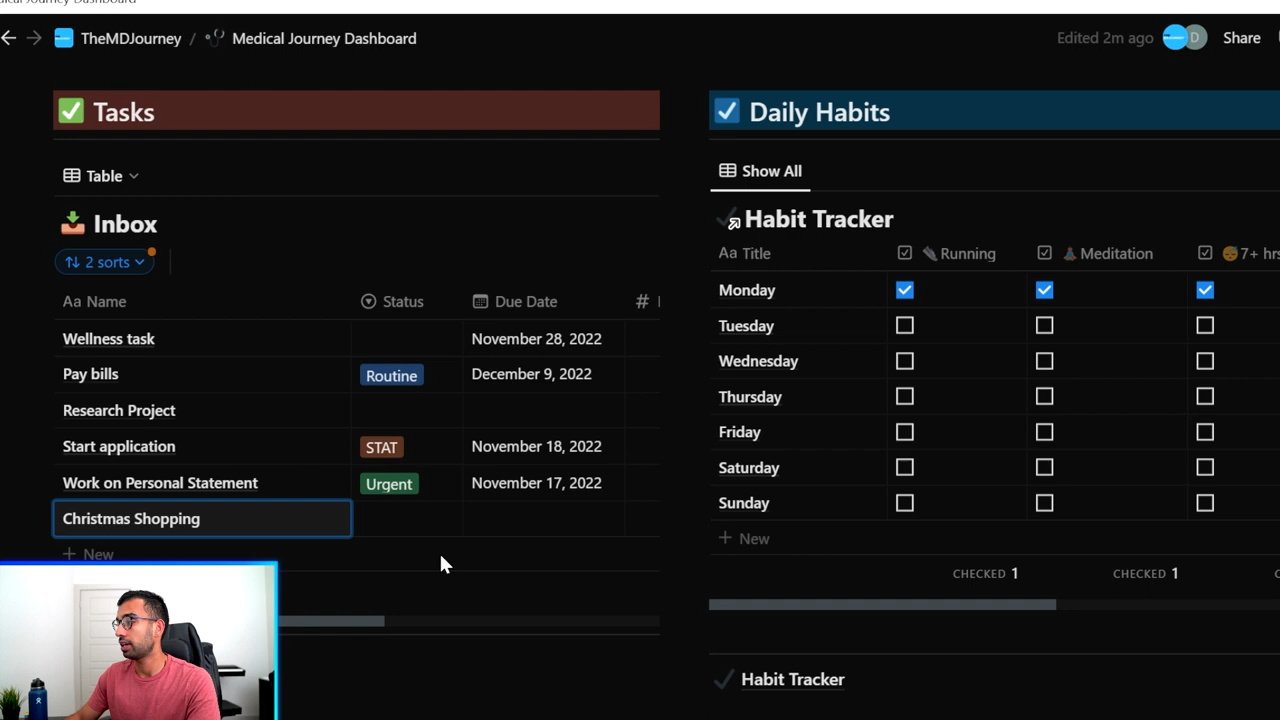 TheMDJourney / Medical Journey Dashboard
Edited 2m ago
D
Share
Tasks
Table
Inbox
2 sorts
Aa Name Status Due Date #
Wellness task November 28, 2022
Pay bills Routine December 9, 2022
Research Project
Start application STAT November 18, 2022
Work on Personal Statement Urgent November 17, 2022
Christmas Shopping
+ New
Daily Habits
Show All
Habit Tracker
Aa Title Running Meditation 7+ hrs
Monday
Tuesday
Wednesday
Thursday
Friday
Saturday
Sunday
+ New
CHECKED 1 CHECKED 1
Habit Tracker